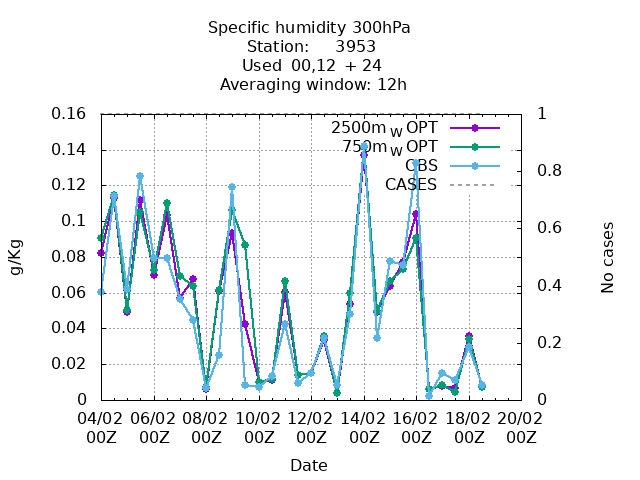 Specific humidity 300hPa
Station: 3953
Used 00,12 + 24
Averaging window: 12h
0.16
0.14
0.12
0.1
0.08
0.06
0.04
0.02
0
1
0.8
0.6
0.4
0.2
0
g/Kg
No cases
2500m W OPT
750m W OPT
OBS
CASES
04/02 06/02 08/02 10/02 12/02 14/02 16/02 18/02 20/02
00Z 00Z 00Z 00Z 00Z 00Z 00Z 00Z 00Z
Date